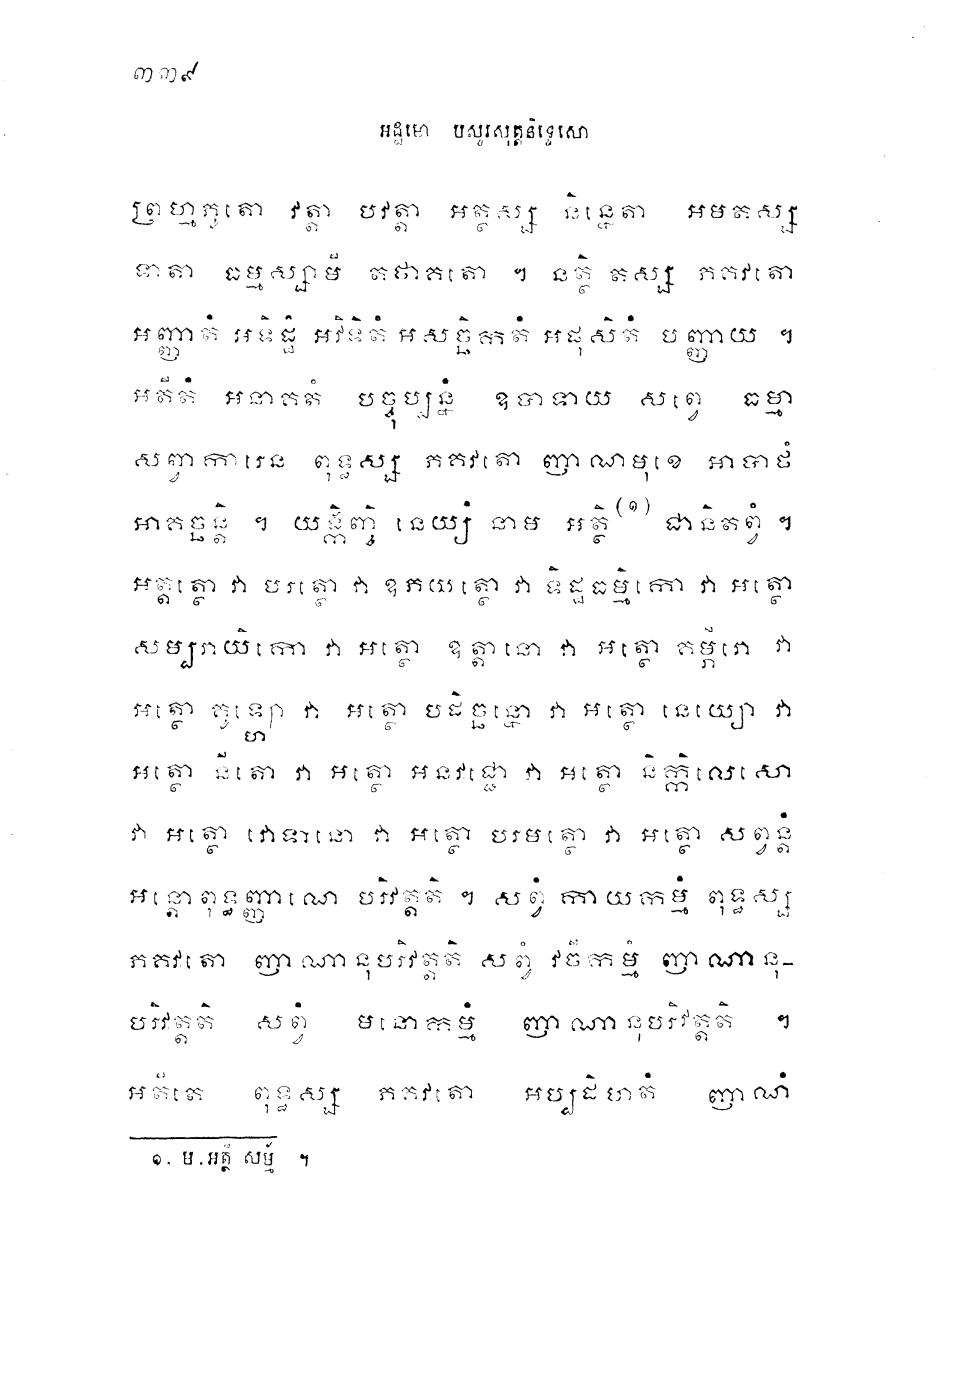 ៣៣៩
អដ្ឋមោ បសូរសុត្តនិទ្ទេសោ
ព្រហ្មភូតោ វត្តា បវត្តា អត្ថស្ស និន្នេតា អមតស្ស
ទាតា ធម្មស្សាមី តថាគតោ ។ នត្ថិ តស្ស ភគវតោ
អញ្ញាតំ អទិដ្ឋំ អវិទិតំ អសច្ឆិកតំ អផុសិតំ បញ្ញាយ ។
អតីតំ អនាគតំ បច្ចុប្បន្នំ ឧបាទាយ សព្វេ ធម្មា
សព្វាការេន ពុទ្ធស្ស ភគវតោ ញាណមុខេ អាបាថំ
អាគច្ឆន្តិ ។ យង្កិញ្ចិ នេយ្យំ នាម អត្ថិ(១) ជានិតព្វំ ។
អត្តត្ថោ វា បរត្ថោ វា ឧភយត្ថោ វា ទិដ្ឋធម្មិកោ វា អត្ថោ
សម្បរាយិកោ វា អត្ថោ ឧត្តានោ វា អត្ថោ គម្ភីរោ វា
អត្ថោ គូឡ្ហោ វា អត្ថោ បដិច្ឆន្នោ វា អត្ថោ នេយ្យោ វា
អត្ថោ នីតោ វា អត្ថោ អនវជ្ជោ វា អត្ថោ និក្កិលេសោ
វា អត្ថោ វោទានោ វា អត្ថោ បរមត្ថោ វា អត្ថោ សព្វន្តំ
អន្តោពុទ្ធញ្ញាណេ បរិវត្តតិ ។ សព្វំ កាយកម្មំ ពុទ្ធស្ស
ភគវតោ ញាណានុបរិវត្តតិ សព្វំ វចីកម្មំ ញាណានុ-
បរិវត្តតិ សព្វំ មនោកម្មំ ញាណានុបរិវត្តតិ ។
អតីតេ ពុទ្ធស្ស ភគវតោ អប្បដិហតំ ញាណំ
១. ម.អត្ថិ ធម្មំ ។